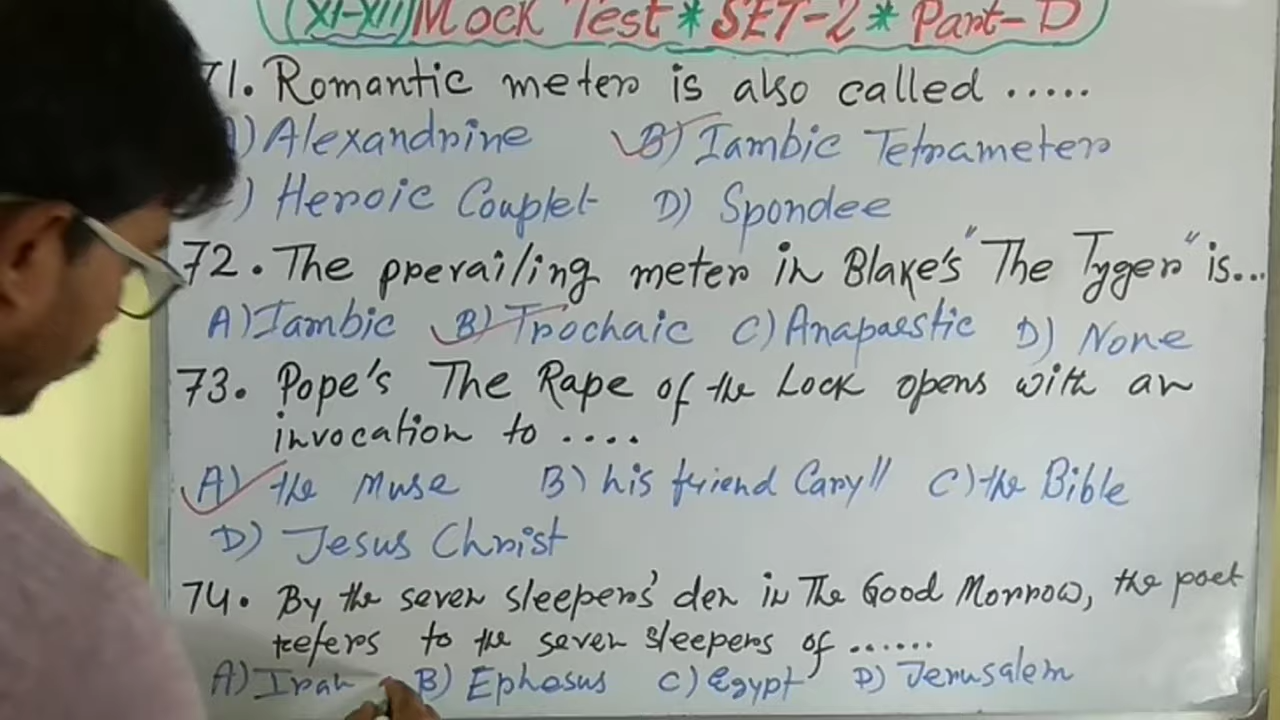 (XI-XII) Mock Test * SET-2 * Part-D
71. Romantic meter is also called .....
A) Alexandrine B) Iambic Tetrameter
) Heroic Couplet D) Spondee
72. The pperailing meter in Blake's "The Tyger" is...
A) Iambic B) Trochaic C) Anapaestic D) None
73. Pope's The Rape of the Lock opens with an
invocation to ....
A) the Muse B) his friend Caryll C) the Bible
D) Jesus Christ
74. By the seven sleepers' den in The Good Morrow, the poet
refers to the seven sleepers of ......
A) Iran B) Ephesus C) Egypt D) Jerusalem